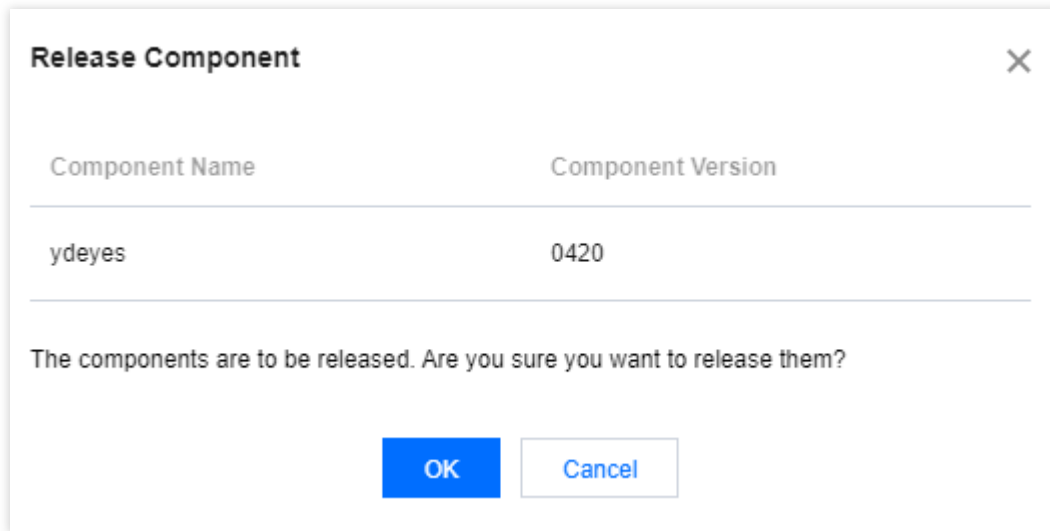 Release Component
Component Name Component Version
ydeyes 0420
The components are to be released. Are you sure you want to release them?
OK Cancel